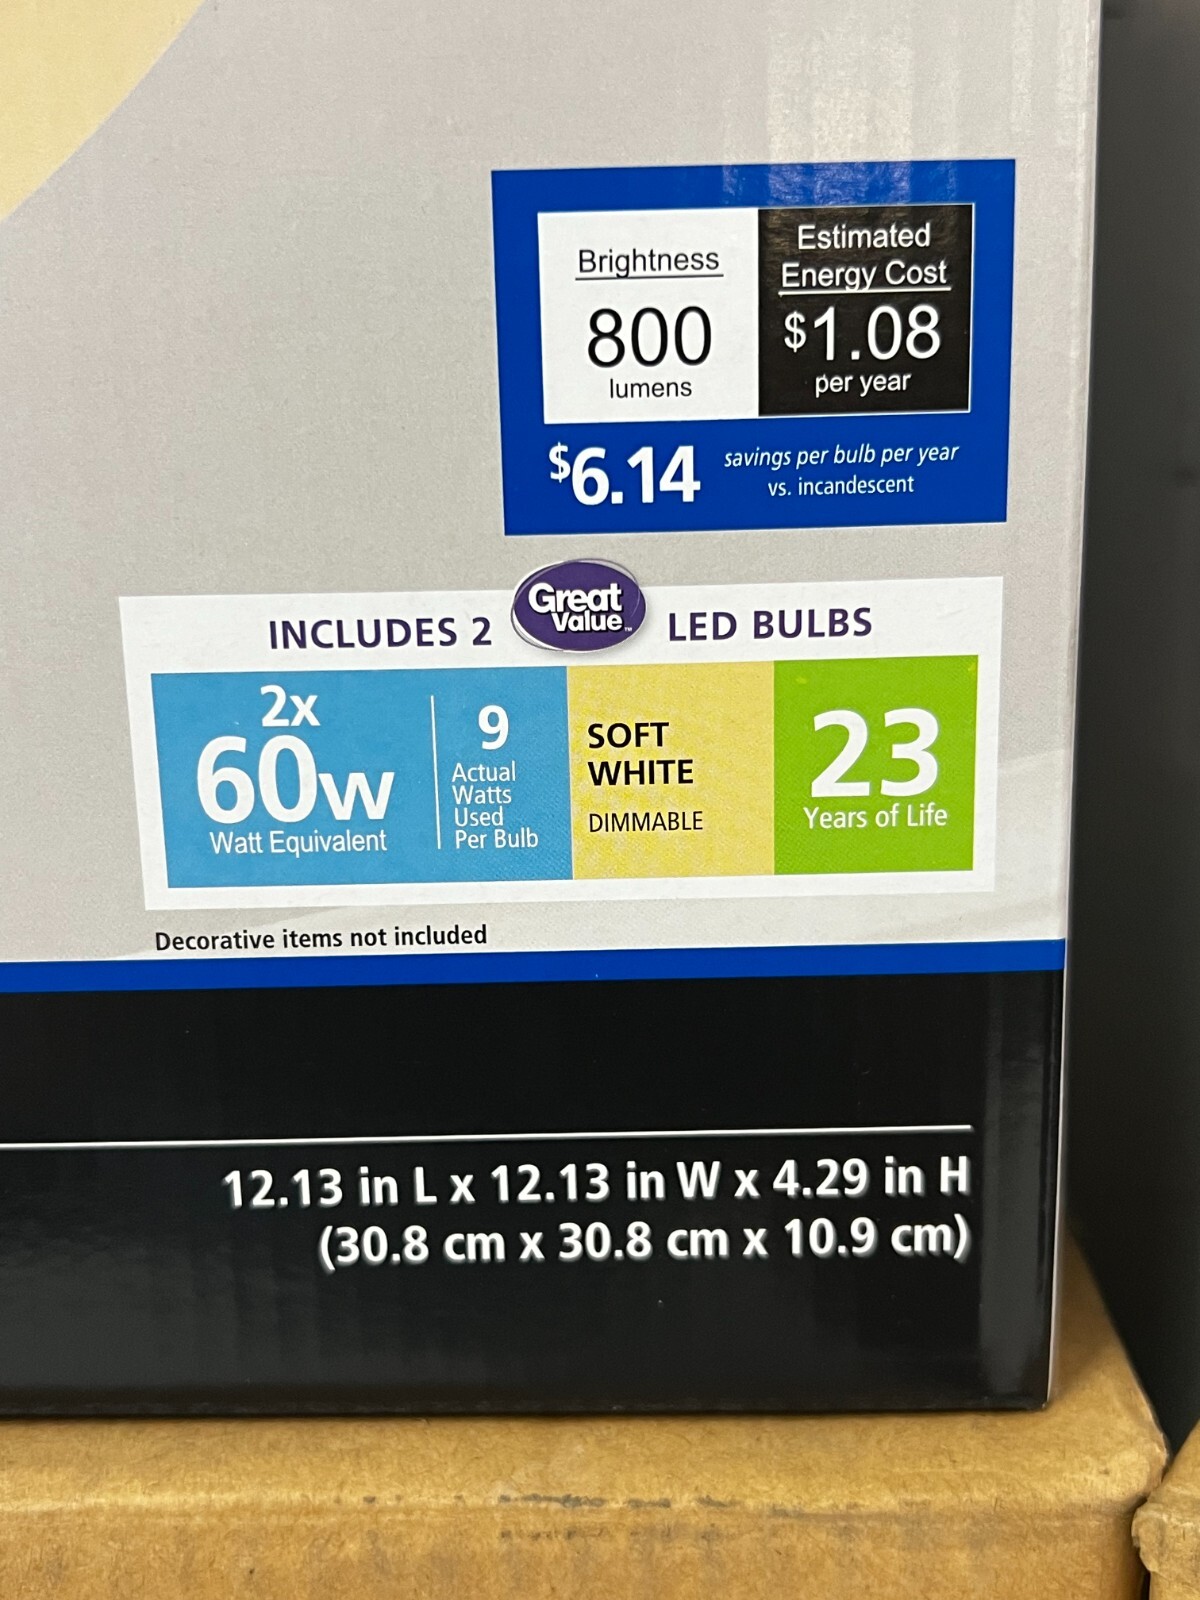 Brightness
800
lumens
Estimated
Energy Cost
$1.08
per year
$6.14
savings per bulb per year
vs. incandescent
INCLUDES 2 Great Value™ LED BULBS
2x
60w
Watt Equivalent
9
Actual
Watts
Used
Per Bulb
SOFT
WHITE
DIMMABLE
23
Years of Life
Decorative items not included
12.13 in L x 12.13 in W x 4.29 in H
(30.8 cm x 30.8 cm x 10.9 cm)